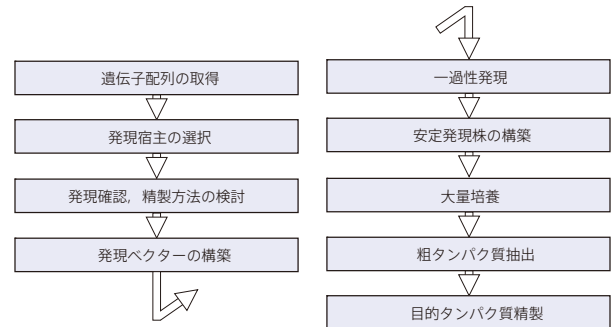 遺伝子配列の取得
発現宿主の選択
発現確認，精製方法の検討
発現ベクターの構築
一過性発現
安定発現株の構築
大量培養
粗タンパク質抽出
目的タンパク質精製